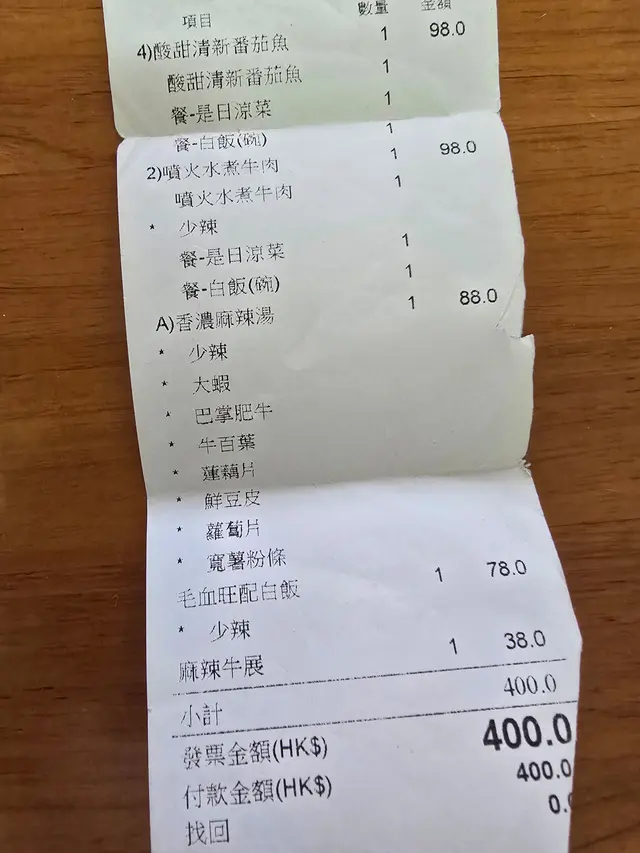 項目 數量 金額
4)酸甜清新番茄魚 1 98.0
酸甜清新番茄魚 1
餐-是日涼菜 1
餐-白飯(碗) 1
2)噴火水煮牛肉 1 98.0
噴火水煮牛肉 1
* 少辣
餐-是日涼菜 1
餐-白飯(碗) 1
A)香濃麻辣湯 1 88.0
* 少辣
* 大蝦
* 巴掌肥牛
* 牛百葉
* 蓮藕片
* 鮮豆皮
* 蘿蔔片
* 寬薯粉條
毛血旺配白飯 1 78.0
* 少辣
麻辣牛展 1 38.0
小計 400.0
發票金額(HK$) 400.0
付款金額(HK$) 400.0
找回 0.0